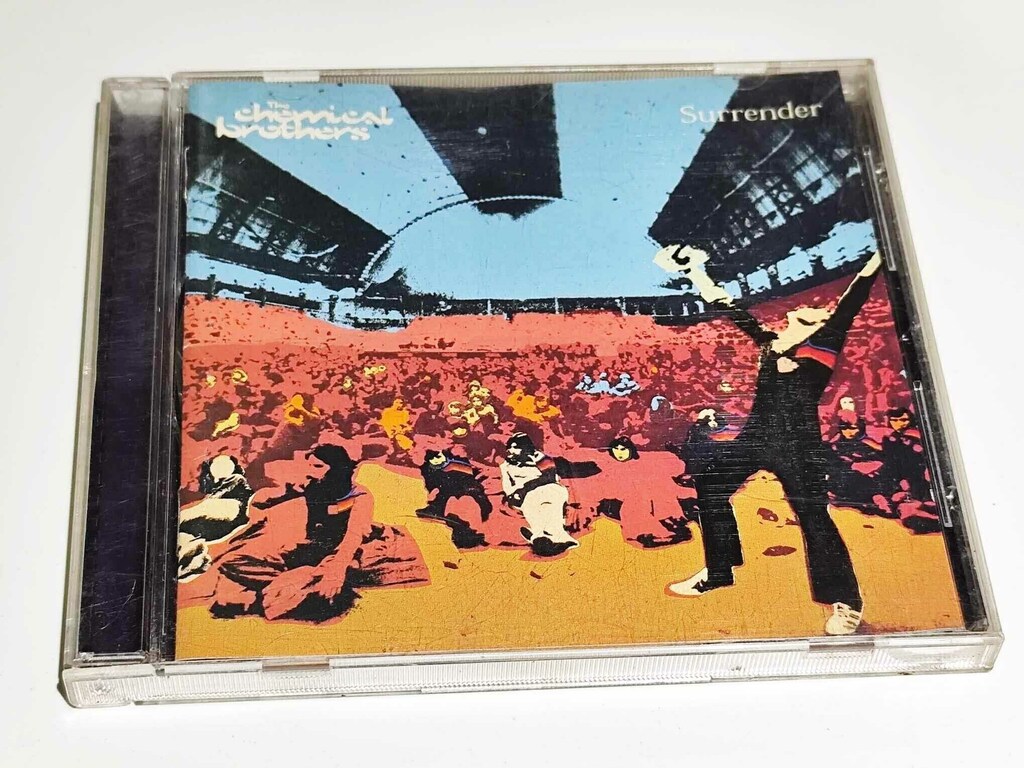 The
chemical
brothers
Surrender